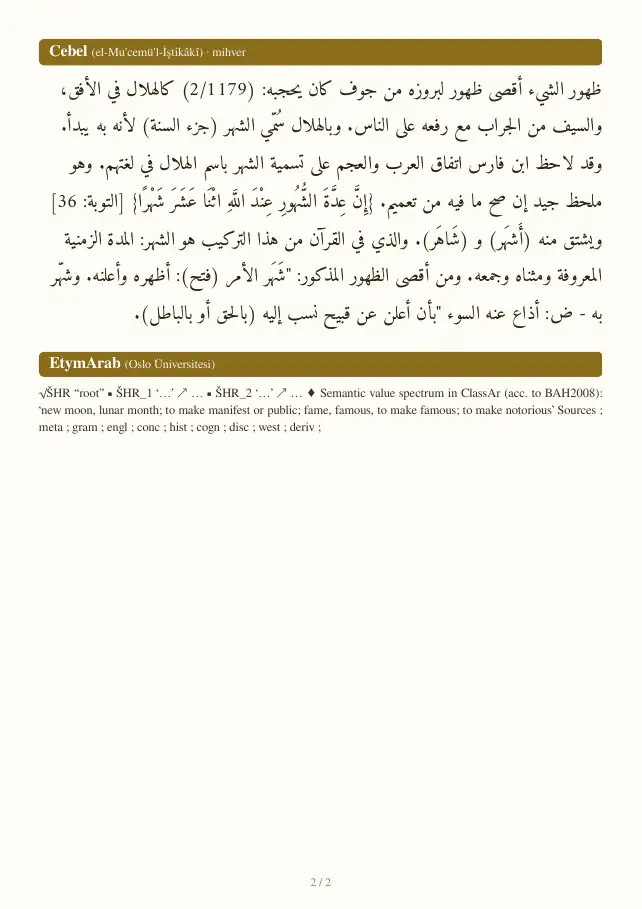 Cebel (el-Mu'cemü'l-İştikâkî) · mihver
ظهور الشيء أقصى ظهور لبروزه من جوف كان يحجبه: (2/1179) كالهلال في الأفق،
والسيف من الجراب مع رفعه على الناس. وبالهلال سُمّي الشهر (جزء السنة) لأنه به يبدأ.
وقد لاحظ ابن فارس اتفاق العرب والعجم على تسمية الشهر باسم الهلال في لغتهم. وهو
ملحظ جيد إن صح ما فيه من تعميم. {إِنَّ عِدَّةَ الشُّهُورِ عِنْدَ اللَّهِ اثْنَا عَشَرَ شَهْرًا} [التوبة: 36]
ويشتق منه (أَشهَر) و (شَاهَر). والذي في القرآن من هذا التركيب هو الشهر: المدة الزمنية
المعروفة ومثناه وجمعه. ومن أقصى الظهور المذكور: "شَهَر الأمر (فتح): أظهره وأعلنه. وشهّر
به - ض: أذاع عنه السوء "بأن أعلن عن قبيح نسب إليه (بالحق أو بالباطل).
EtymArab (Oslo Üniversitesi)
√ŠHR “root” ▪ ŠHR_1 ‘…’ ↗ … ▪ ŠHR_2 ‘…’ ↗ … ♦ Semantic value spectrum in ClassAr (acc. to BAH2008):
‘new moon, lunar month; to make manifest or public; fame, famous, to make famous; to make notorious’ Sources ;
meta ; gram ; engl ; conc ; hist ; cogn ; disc ; west ; deriv ;
2 / 2